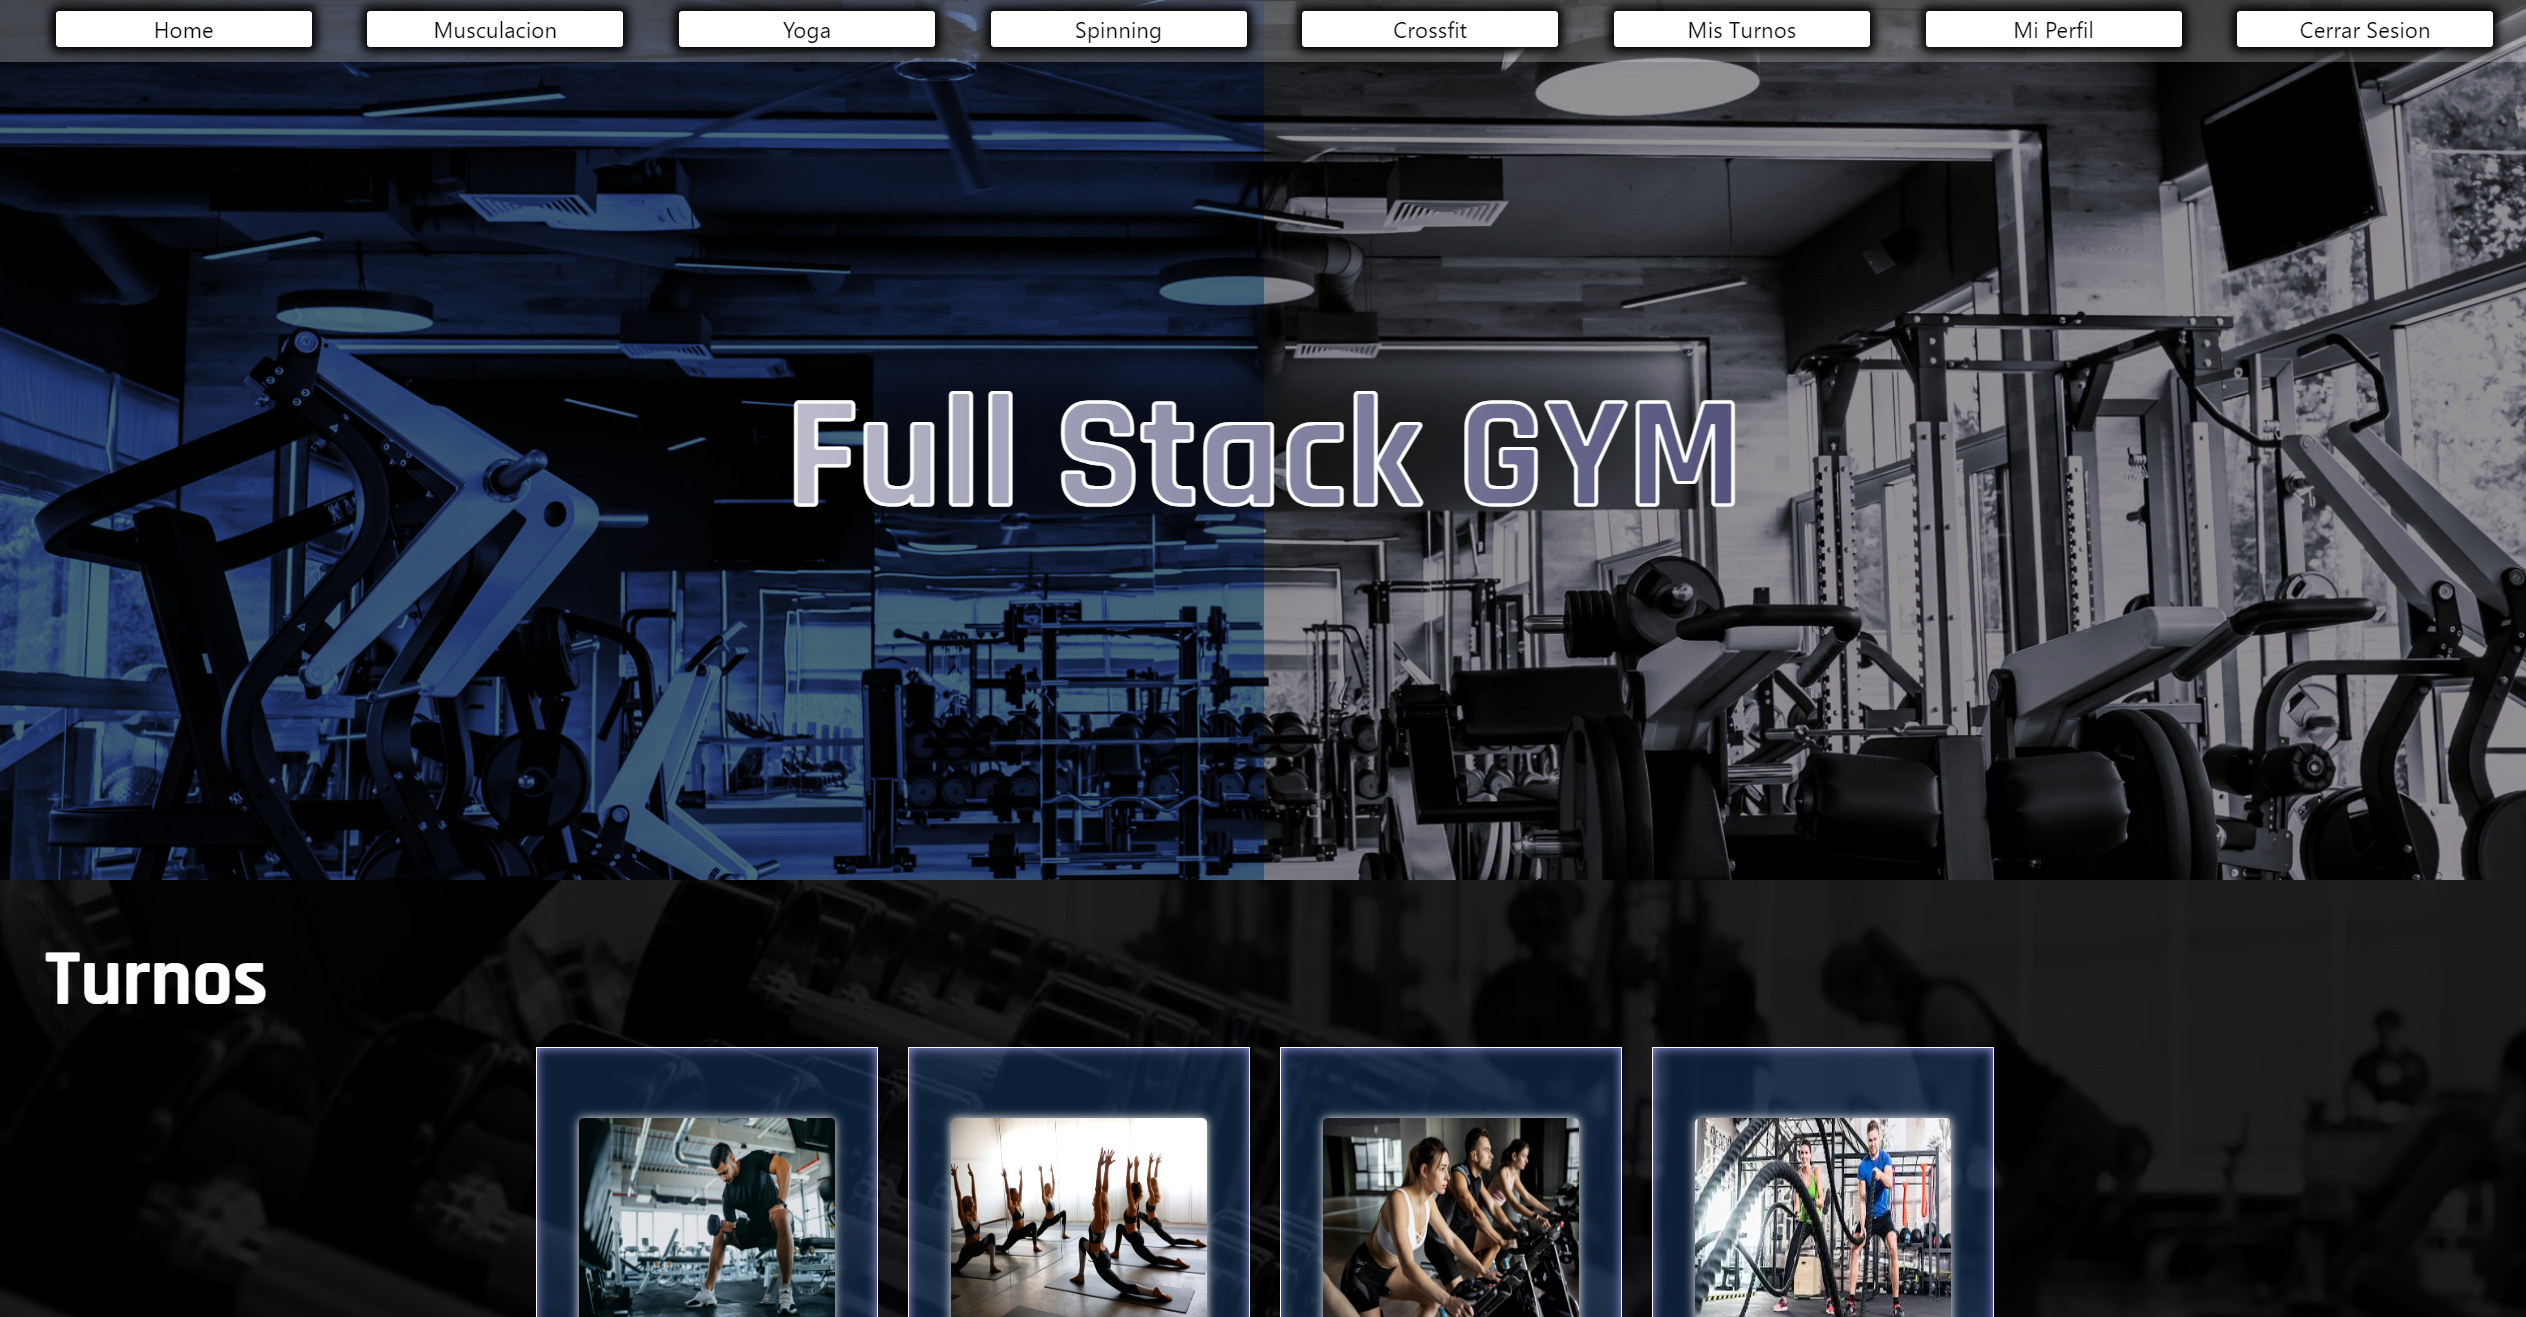 Home
Musculacion
Yoga
Spinning
Crossfit
Mis Turnos
Mi Perfil
Cerrar Sesion
Full Stack GYM
Turnos